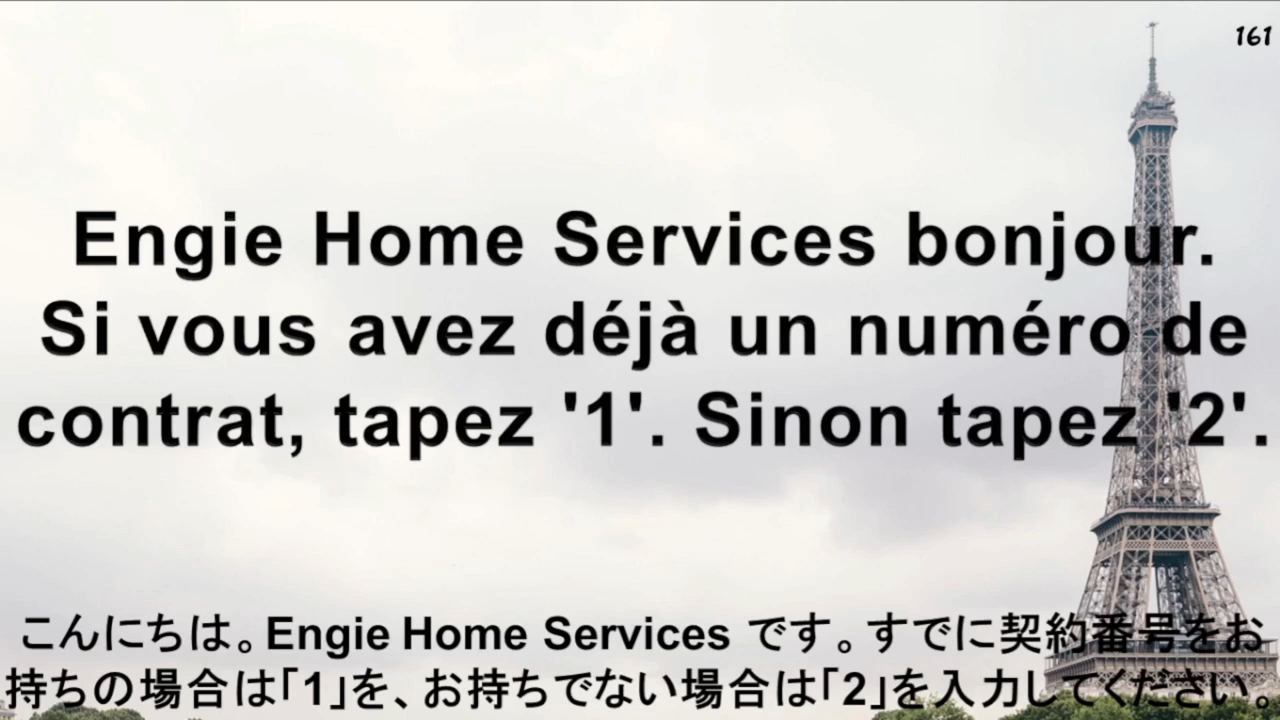 161
Engie Home Services bonjour.
Si vous avez déjà un numéro de
contrat, tapez '1'. Sinon tapez '2'.
こんにちは。Engie Home Services です。すでに契約番号をお
持ちの場合は「1」を、お持ちでない場合は「2」を入力してください。